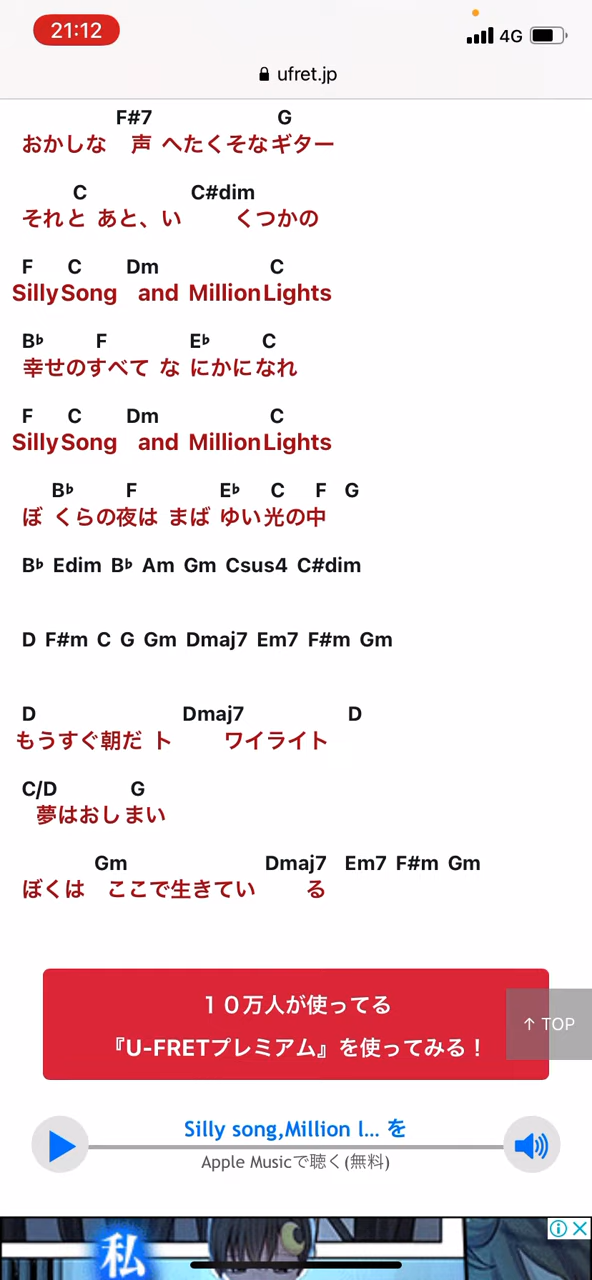 21:12
4G
ufret.jp
F#7 G
おかしな 声 へたくそなギター
C C#dim
それと あと、い くつかの
F C Dm C
Silly Song and Million Lights
B♭ F E♭ C
幸せのすべて な にかになれ
F C Dm C
Silly Song and Million Lights
B♭ F E♭ C F G
ぼ くらの夜は まば ゆい光の中
B♭ Edim B♭ Am Gm Csus4 C#dim
D F#m C G Gm Dmaj7 Em7 F#m Gm
D Dmaj7 D
もうすぐ朝だ ト ワイライト
C/D G
夢はおしまい
Gm Dmaj7 Em7 F#m Gm
ぼくは ここで生きてい る
１０万人が使ってる
『U-FRETプレミアム』を使ってみる！
↑ TOP
Silly song,Million l... を
Apple Musicで聴く(無料)
私